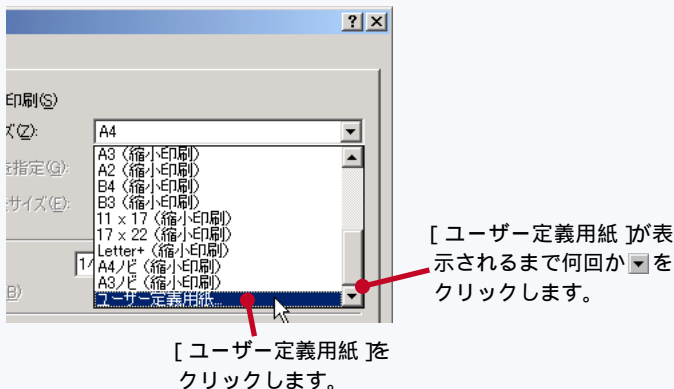 印刷(S)
ズ(Z):
A4
を指定(G):
サイズ(E):
A3 (縮小印刷)
A2 (縮小印刷)
B4 (縮小印刷)
B3 (縮小印刷)
11 x 17 (縮小印刷)
17 x 22 (縮小印刷)
Letter+ (縮小印刷)
A4ノビ (縮小印刷)
A3ノビ (縮小印刷)
ユーザー定義用紙...
B)
[ユーザー定義用紙]が表
示されるまで何回か▼を
クリックします。
[ユーザー定義用紙]を
クリックします。